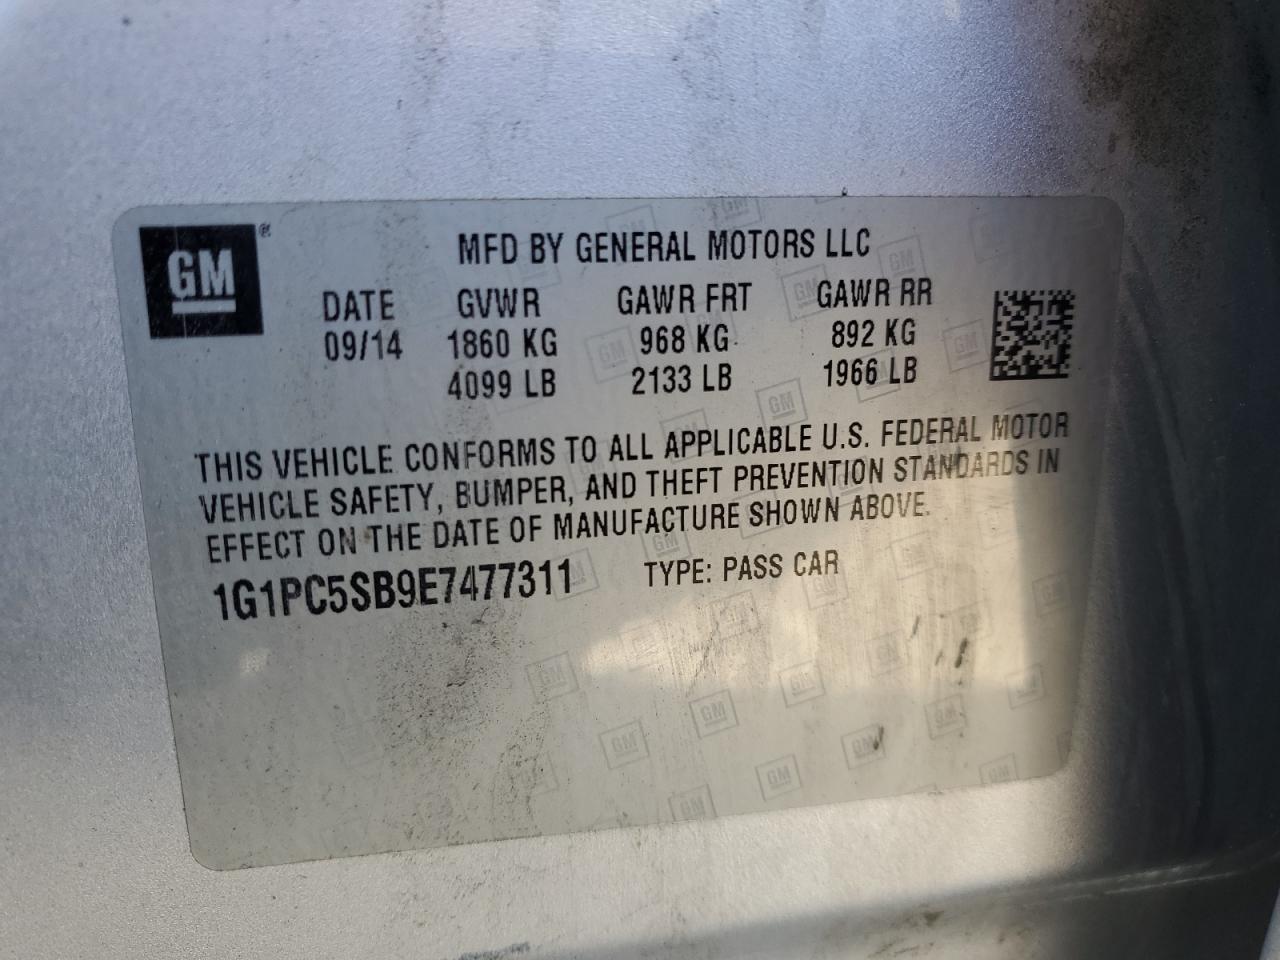 GM®
MFD BY GENERAL MOTORS LLC
DATE GVWR GAWR FRT GAWR RR
09/14 1860 KG 968 KG 892 KG
4099 LB 2133 LB 1966 LB
THIS VEHICLE CONFORMS TO ALL APPLICABLE U.S. FEDERAL MOTOR
VEHICLE SAFETY, BUMPER, AND THEFT PREVENTION STANDARDS IN
EFFECT ON THE DATE OF MANUFACTURE SHOWN ABOVE.
1G1PC5SB9E7477311 TYPE: PASS CAR